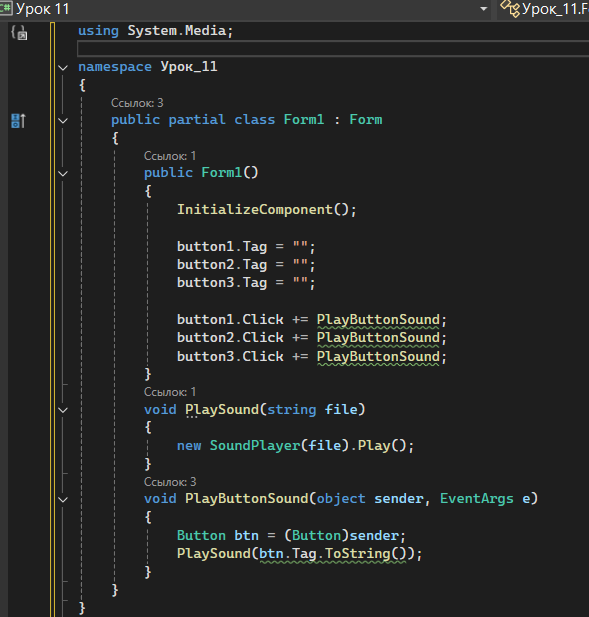 C# Урок 11
Урок_11.Fo
using System.Media;
namespace Урок_11
{
Ссылок: 3
public partial class Form1 : Form
{
Ссылок: 1
public Form1()
{
InitializeComponent();
button1.Tag = "";
button2.Tag = "";
button3.Tag = "";
button1.Click += PlayButtonSound;
button2.Click += PlayButtonSound;
button3.Click += PlayButtonSound;
}
Ссылок: 1
void PlaySound(string file)
{
new SoundPlayer(file).Play();
}
Ссылок: 3
void PlayButtonSound(object sender, EventArgs e)
{
Button btn = (Button)sender;
PlaySound(btn.Tag.ToString());
}
}
}